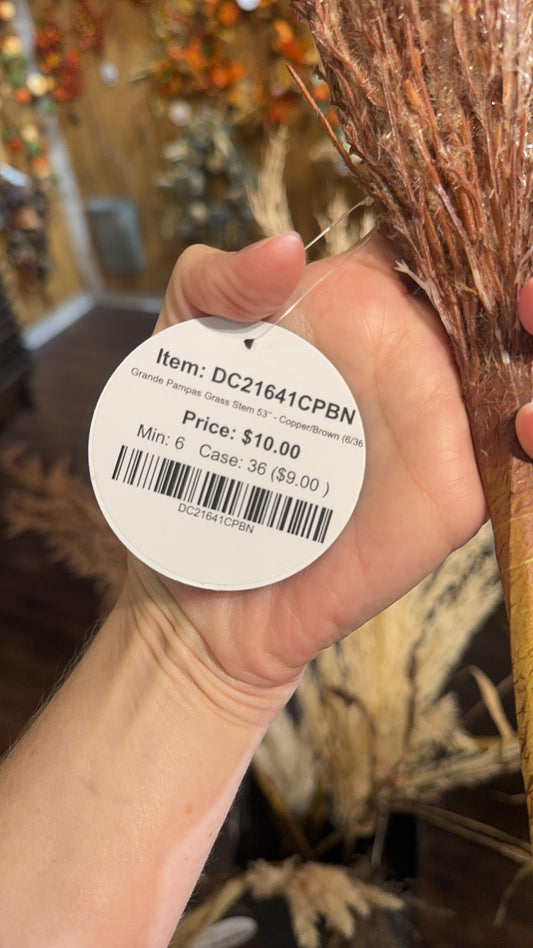 Item: DC21641CPBN
Grande Pampas Grass Stem 53" - Copper/Brown (6/36
Price: $10.00
Min: 6 Case: 36 ($9.00 )
DC21641CPBN